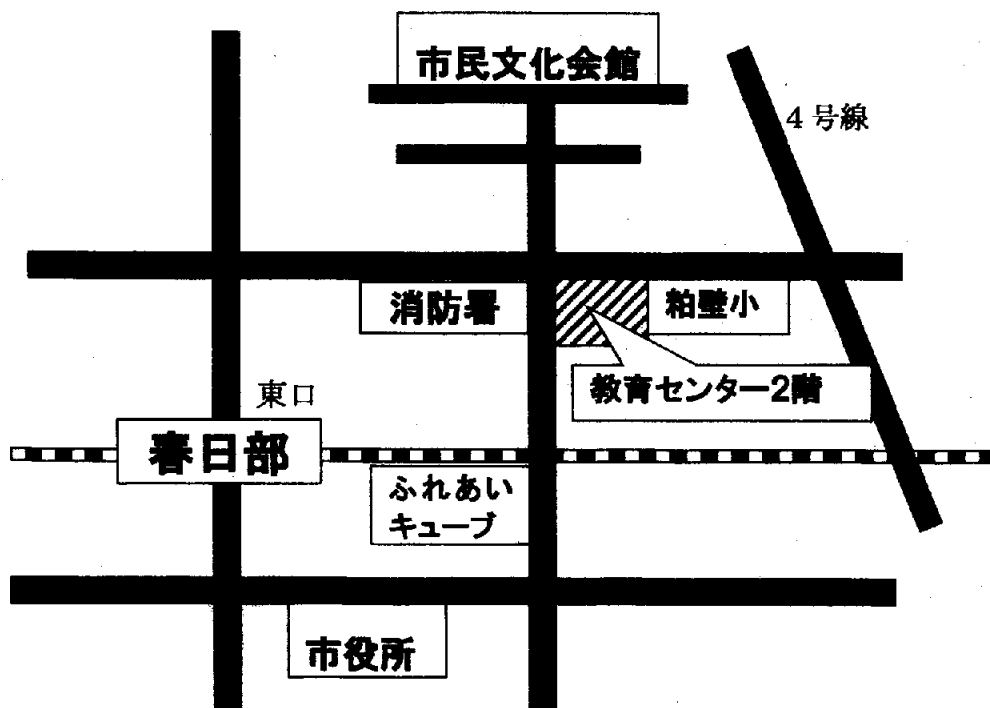 市民文化会館
4号線
消防署
粕壁小
教育センター2階
東口
春日部
ふれあい
キューブ
市役所